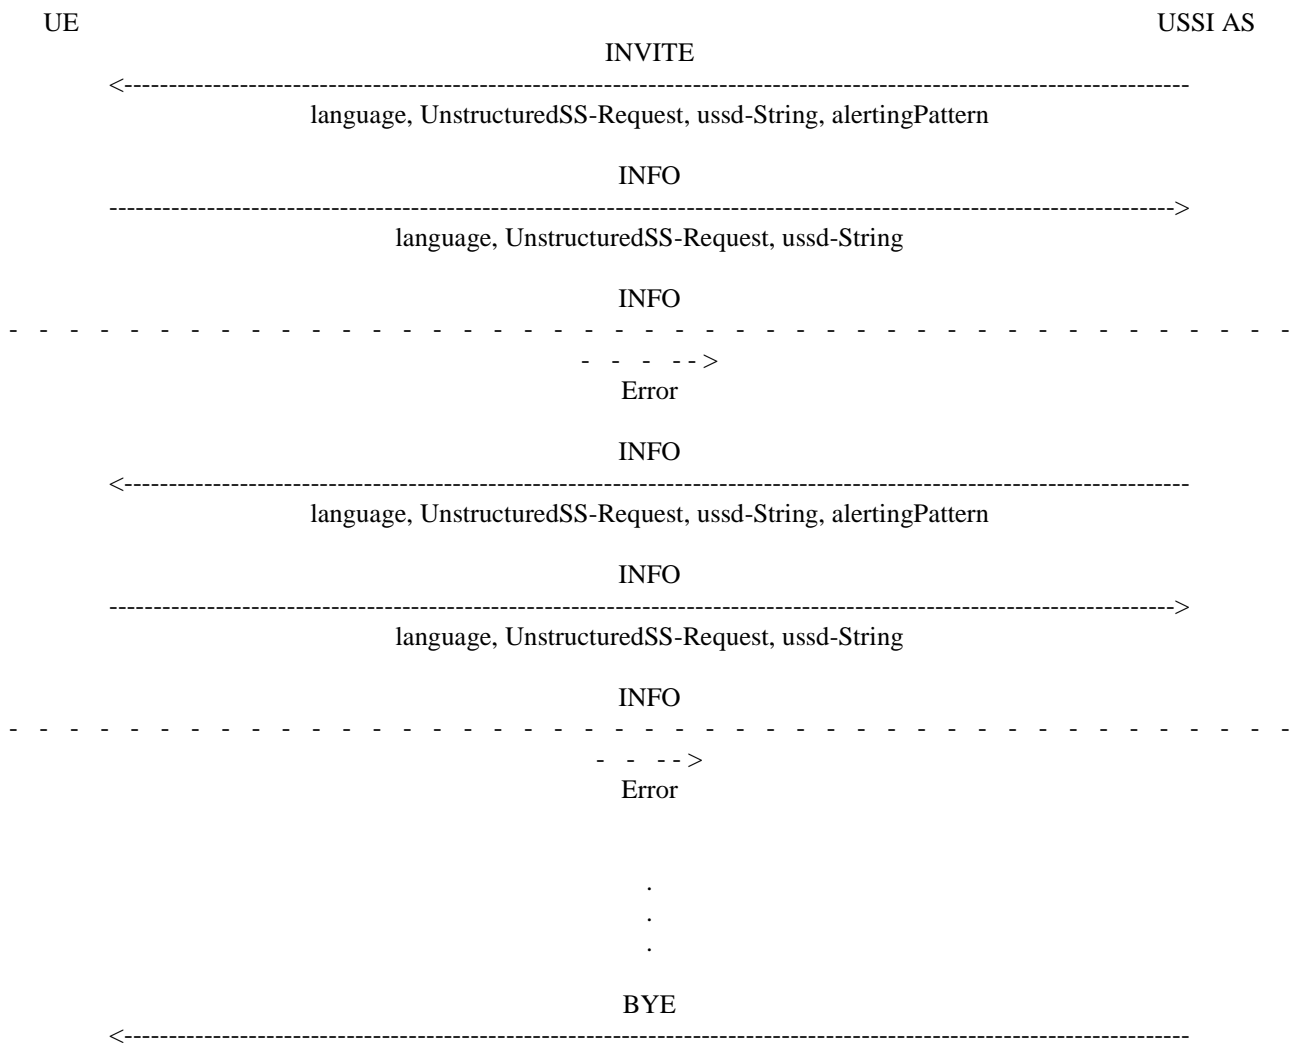 UE USSI AS
INVITE
<------------------------------------------------------------------------------------------------------------------------
language, UnstructuredSS-Request, ussd-String, alertingPattern
INFO
------------------------------------------------------------------------------------------------------------------------>
language, UnstructuredSS-Request, ussd-String
INFO
- - - - - - - - - - - - - - - - - - - - - - - - - - - - - - - - - - - - - - - - - - -
- - - - - >
Error
INFO
<------------------------------------------------------------------------------------------------------------------------
language, UnstructuredSS-Request, ussd-String, alertingPattern
INFO
------------------------------------------------------------------------------------------------------------------------>
language, UnstructuredSS-Request, ussd-String
INFO
- - - - - - - - - - - - - - - - - - - - - - - - - - - - - - - - - - - - - - - - - - -
- - - - >
Error
.
.
.
BYE
<------------------------------------------------------------------------------------------------------------------------